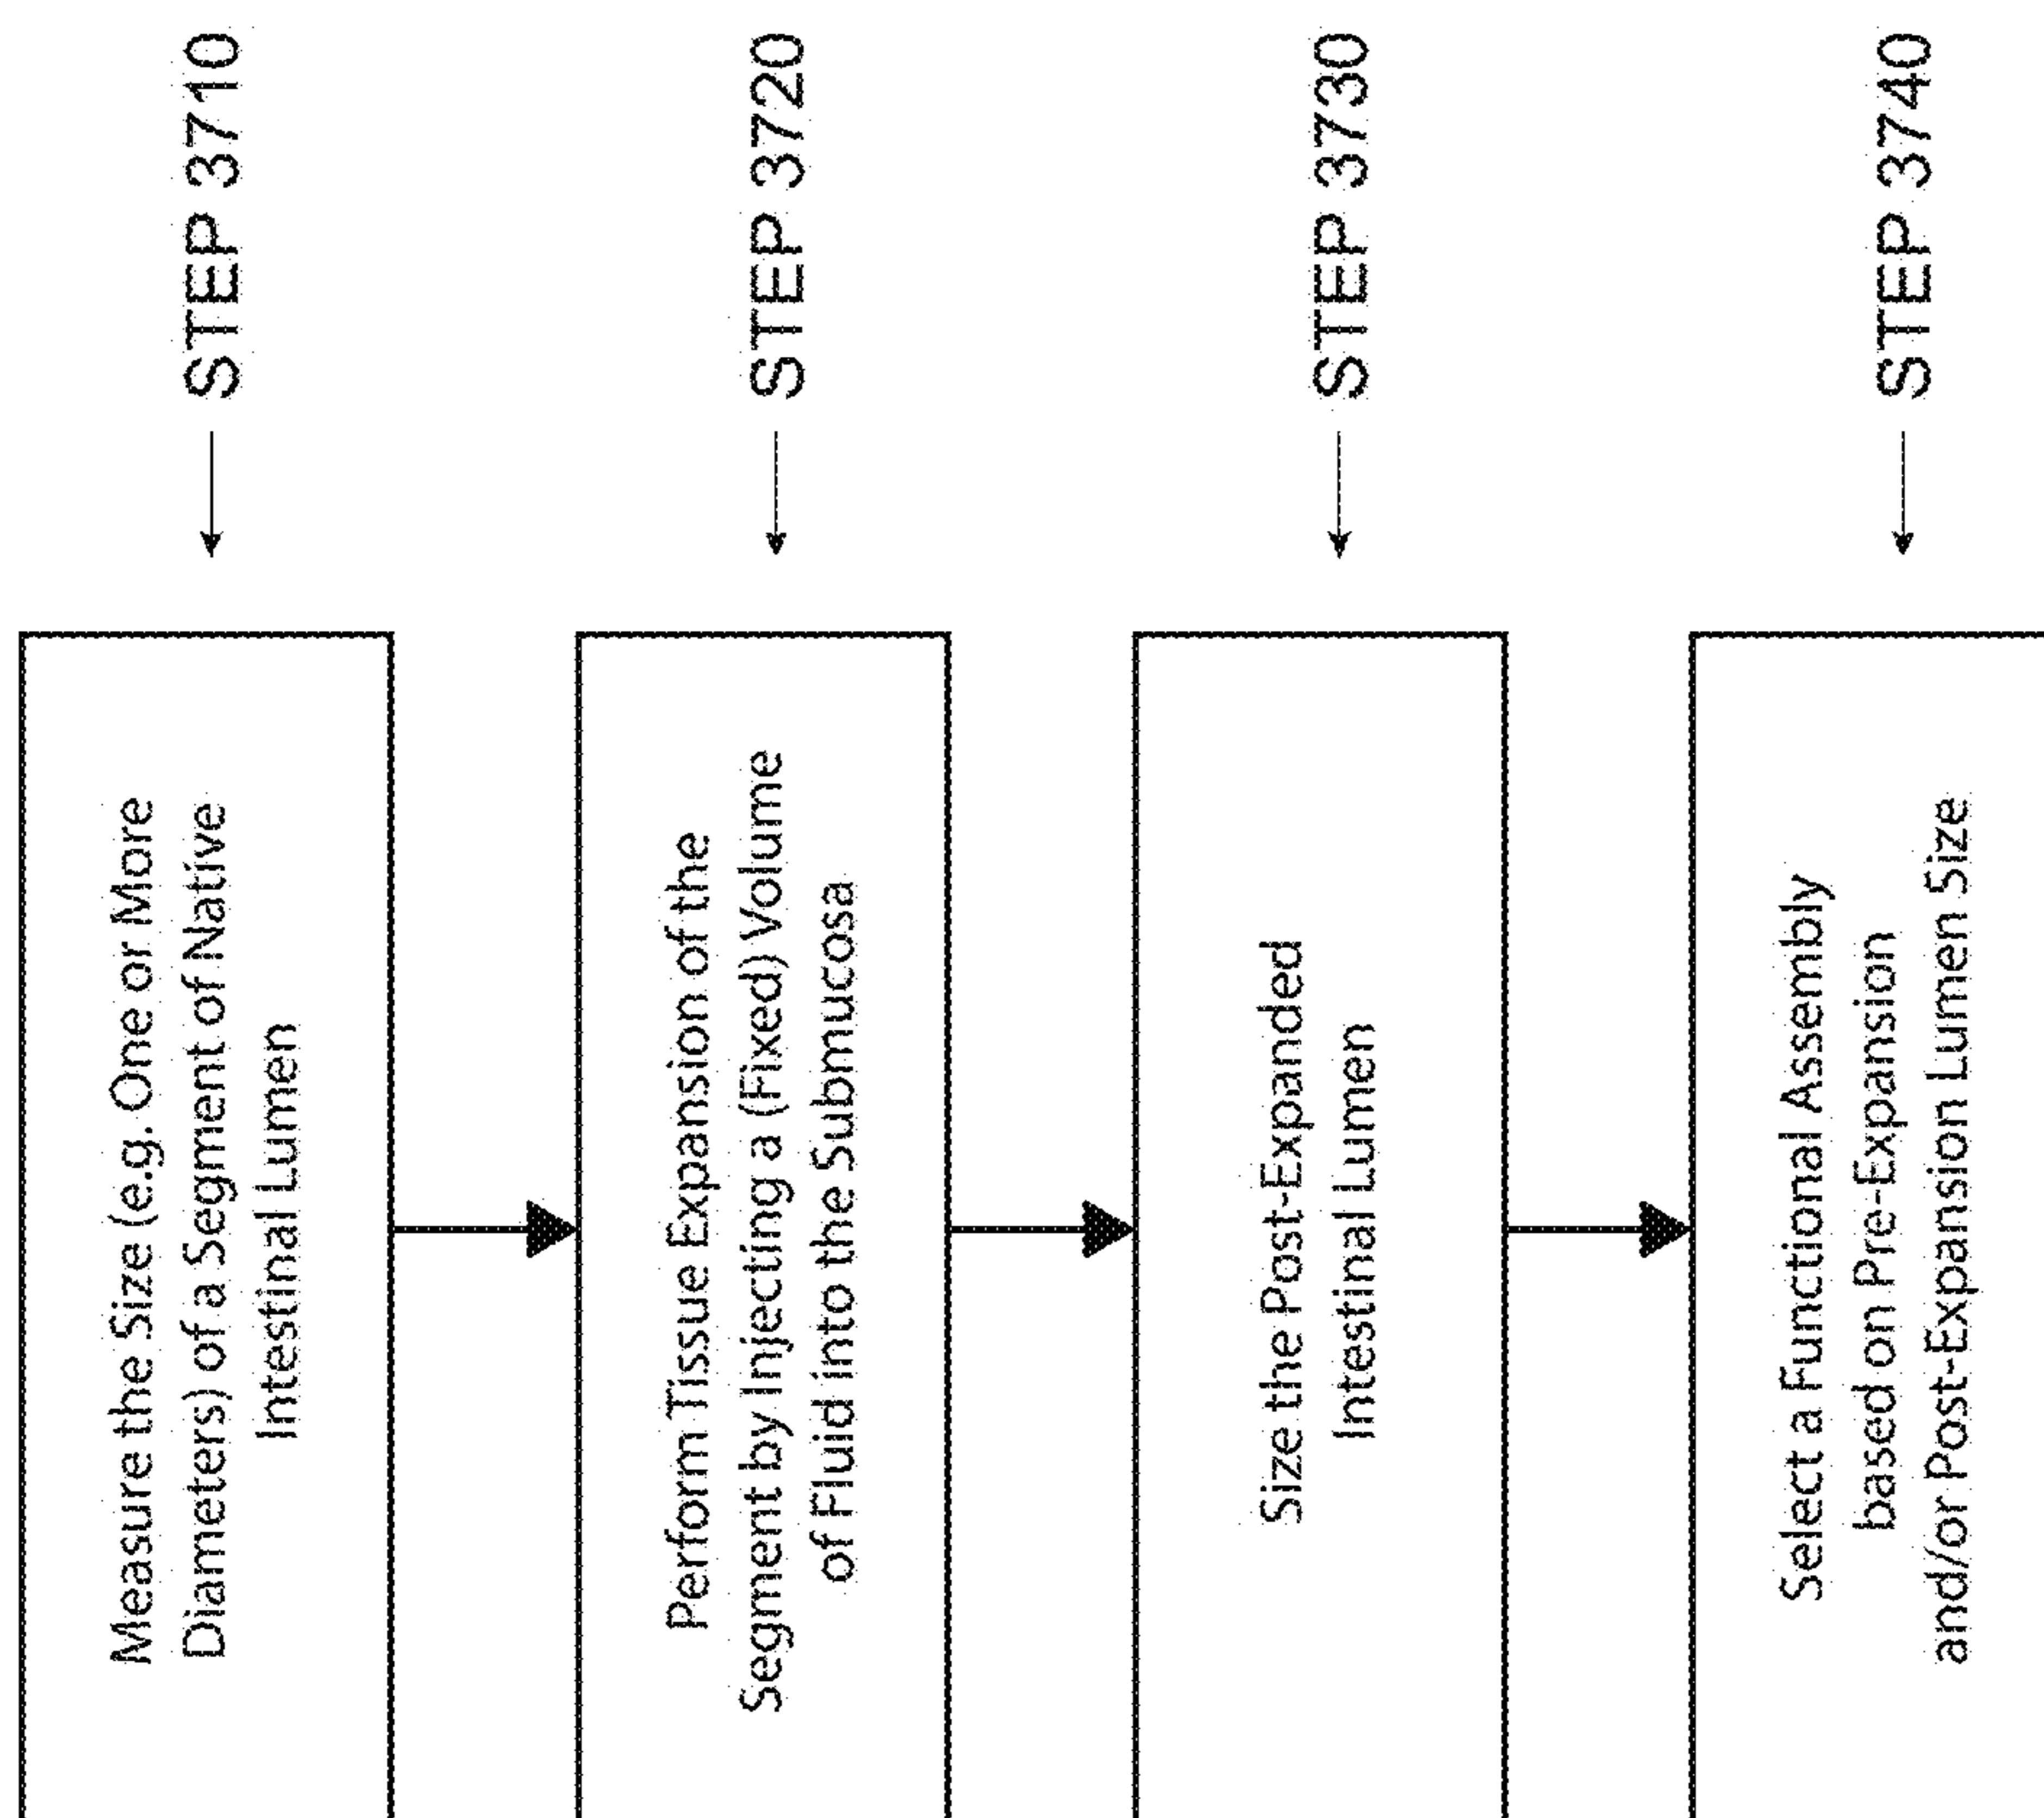 STEP 3710
Measure the Size (e.g. One or More
Diameters) of a Segment of Native
Intestinal Lumen
STEP 3720
Perform Tissue Expansion of the
Segment by Injecting a (Fixed) Volume
of Fluid into the Submucosa
STEP 3730
Size the Post-Expanded
Intestinal Lumen
STEP 3740
Select a Functional Assembly
based on Pre-Expansion
and/or Post-Expansion Lumen Size